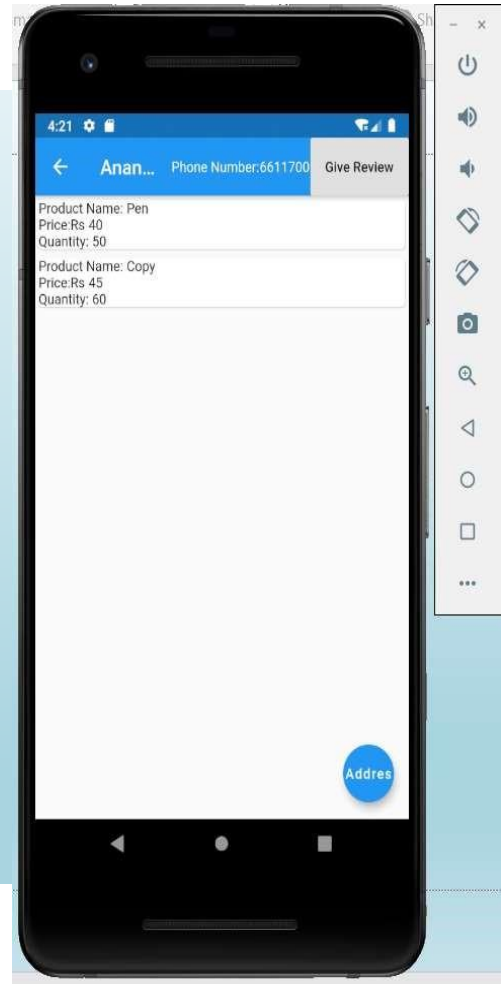 4:21
Anan... Phone Number:6611700 Give Review
Product Name: Pen
Price:Rs 40
Quantity: 50
Product Name: Copy
Price:Rs 45
Quantity: 60
Addres